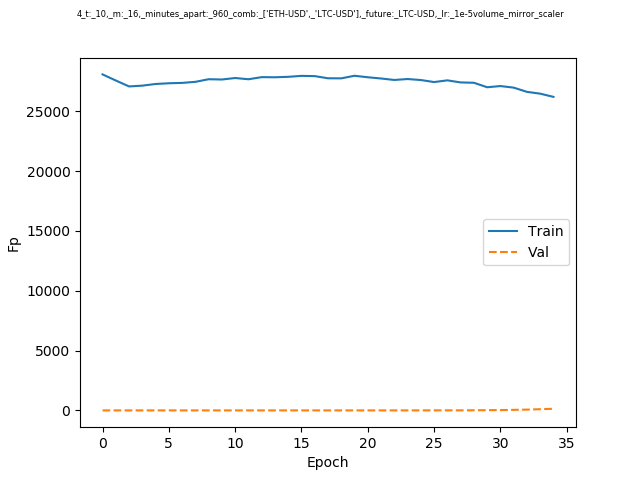 4_t:_10,_m:_16,_minutes_apart:_960_comb:_['ETH-USD',_'LTC-USD'],_future:_LTC-USD,_lr:_1e-5volume_mirror_scaler
25000
20000
15000
10000
5000
0
Fp
Train
Val
0 5 10 15 20 25 30 35
Epoch